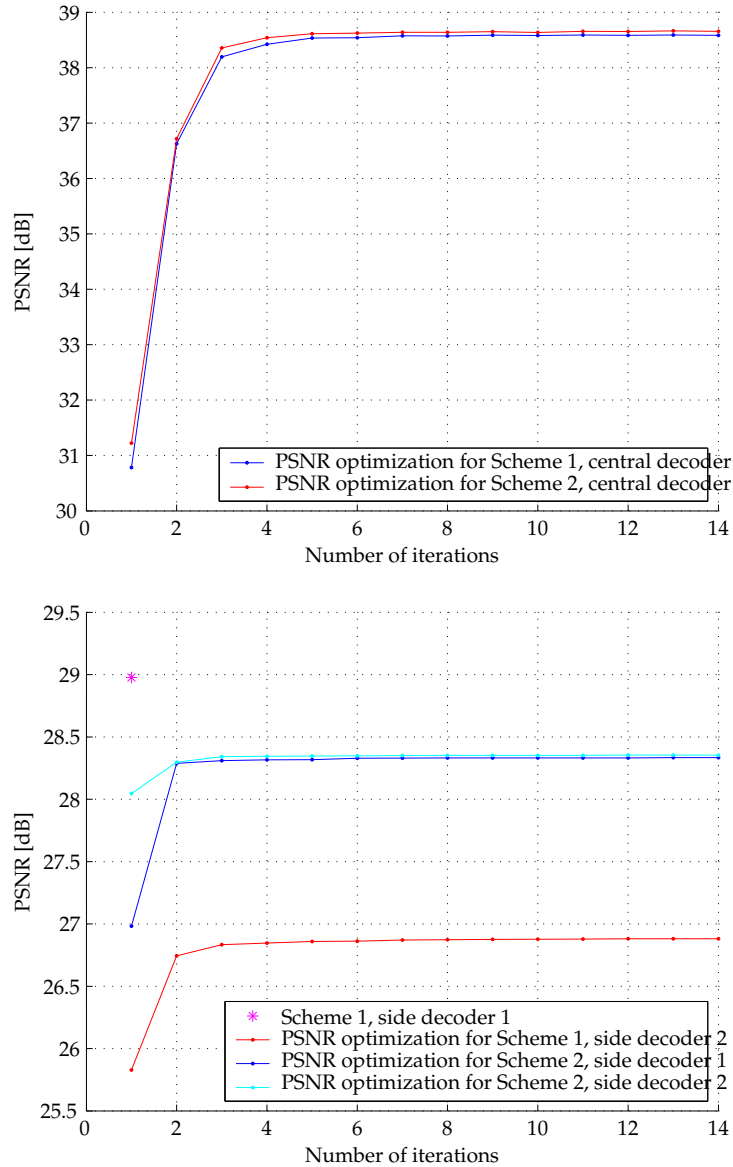 39
38
37
36
35
34
33
32
31
30
PSNR [dB]
PSNR optimization for Scheme 1, central decoder
PSNR optimization for Scheme 2, central decoder
0 2 4 6 8 10 12 14
Number of iterations
29.5
29
28.5
28
27.5
27
26.5
26
25.5
PSNR [dB]
Scheme 1, side decoder 1
PSNR optimization for Scheme 1, side decoder 2
PSNR optimization for Scheme 2, side decoder 1
PSNR optimization for Scheme 2, side decoder 2
0 2 4 6 8 10 12 14
Number of iterations